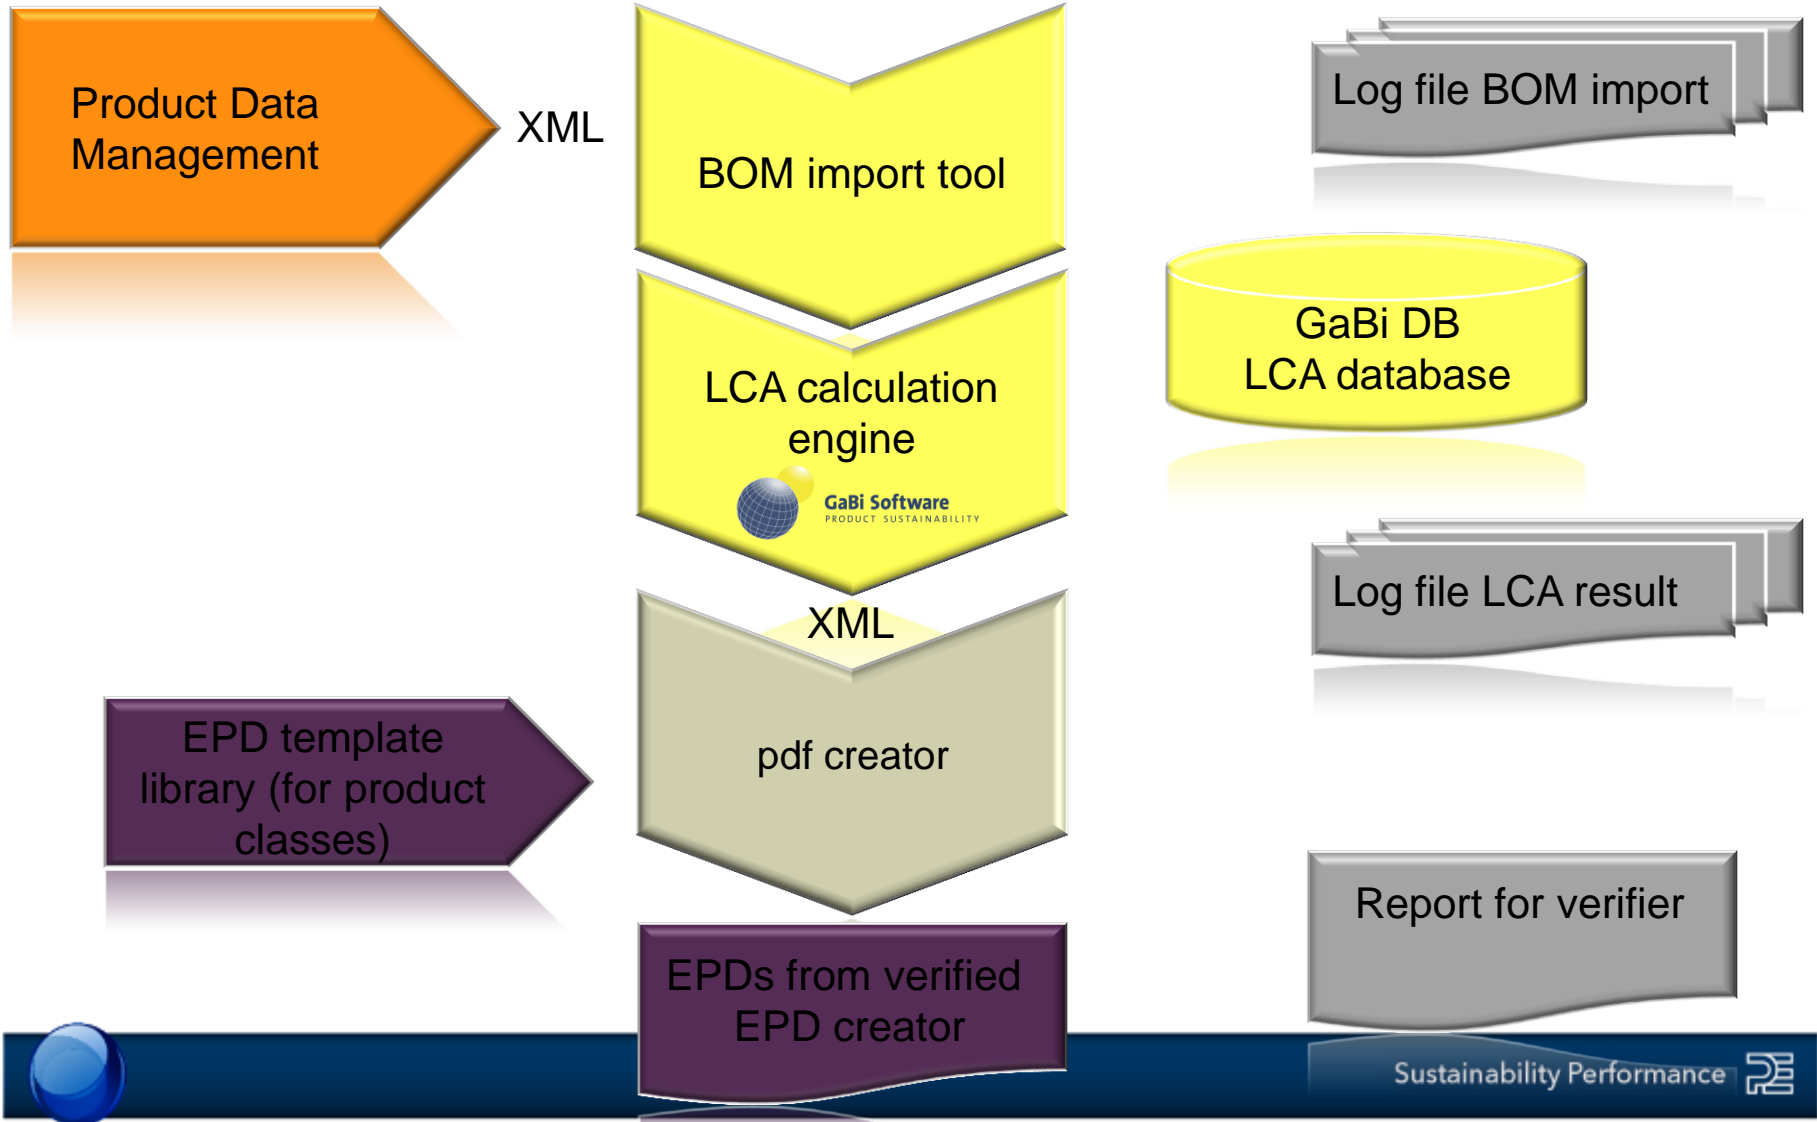 Product Data
Management
XML
BOM import tool
Log file BOM import
GaBi DB
LCA database
LCA calculation
engine
GaBi Software
PRODUCT SUSTAINABILITY
Log file LCA result
XML
EPD template
library (for product
classes)
pdf creator
Report for verifier
EPDs from verified
EPD creator
Sustainability Performance
PE